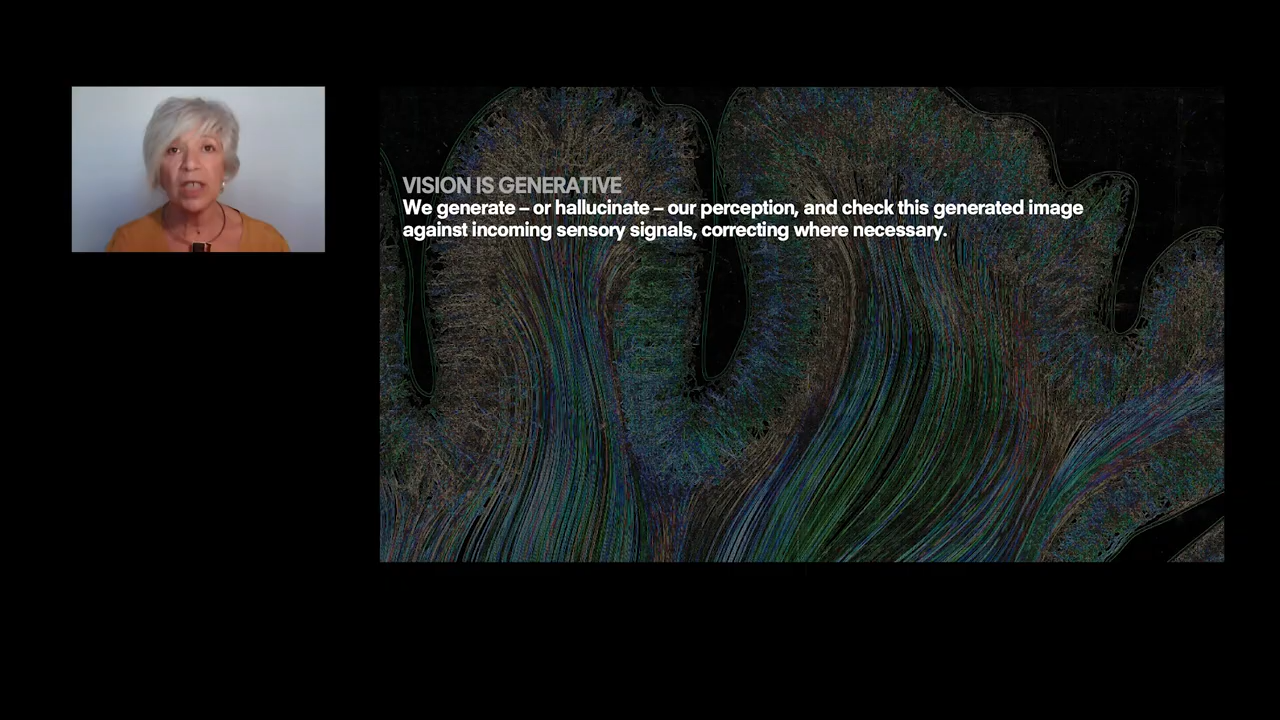 VISION IS GENERATIVE
We generate – or hallucinate – our perception, and check this generated image
against incoming sensory signals, correcting where necessary.